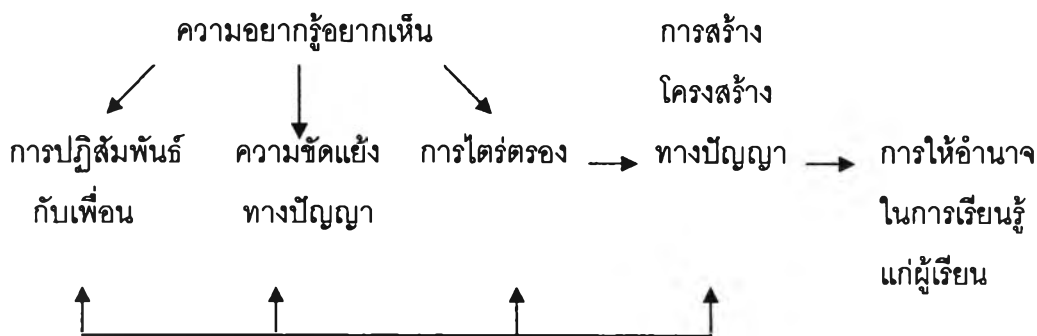 ความอยากรู้อยากเห็น
การสร้าง
โครงสร้าง
ทางปัญญา
การปฏิสัมพันธ์
กับเพื่อน
ความขัดแย้ง
ทางปัญญา
การไตร่ตรอง
การให้อำนาจ
ในการเรียนรู้
แก่ผู้เรียน